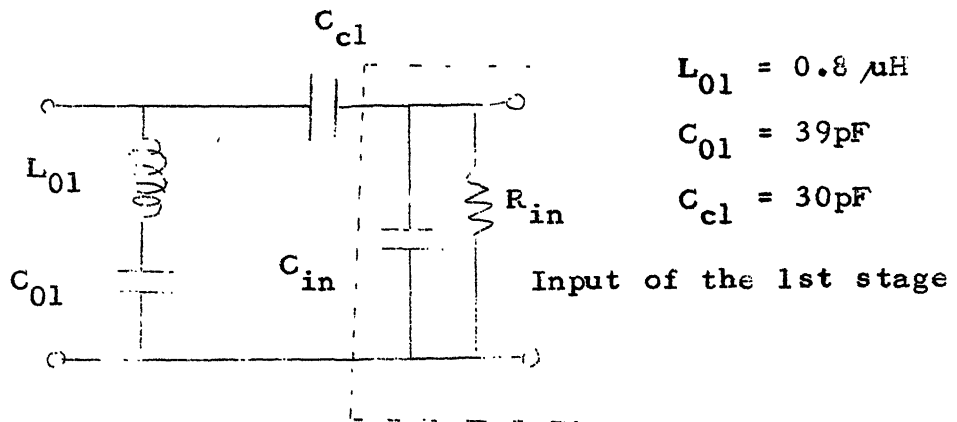 C_cl
L_01 = 0.8 μH
C_01 = 39pF
C_cl = 30pF
L_01
R_in
C_in
C_01
Input of the 1st stage